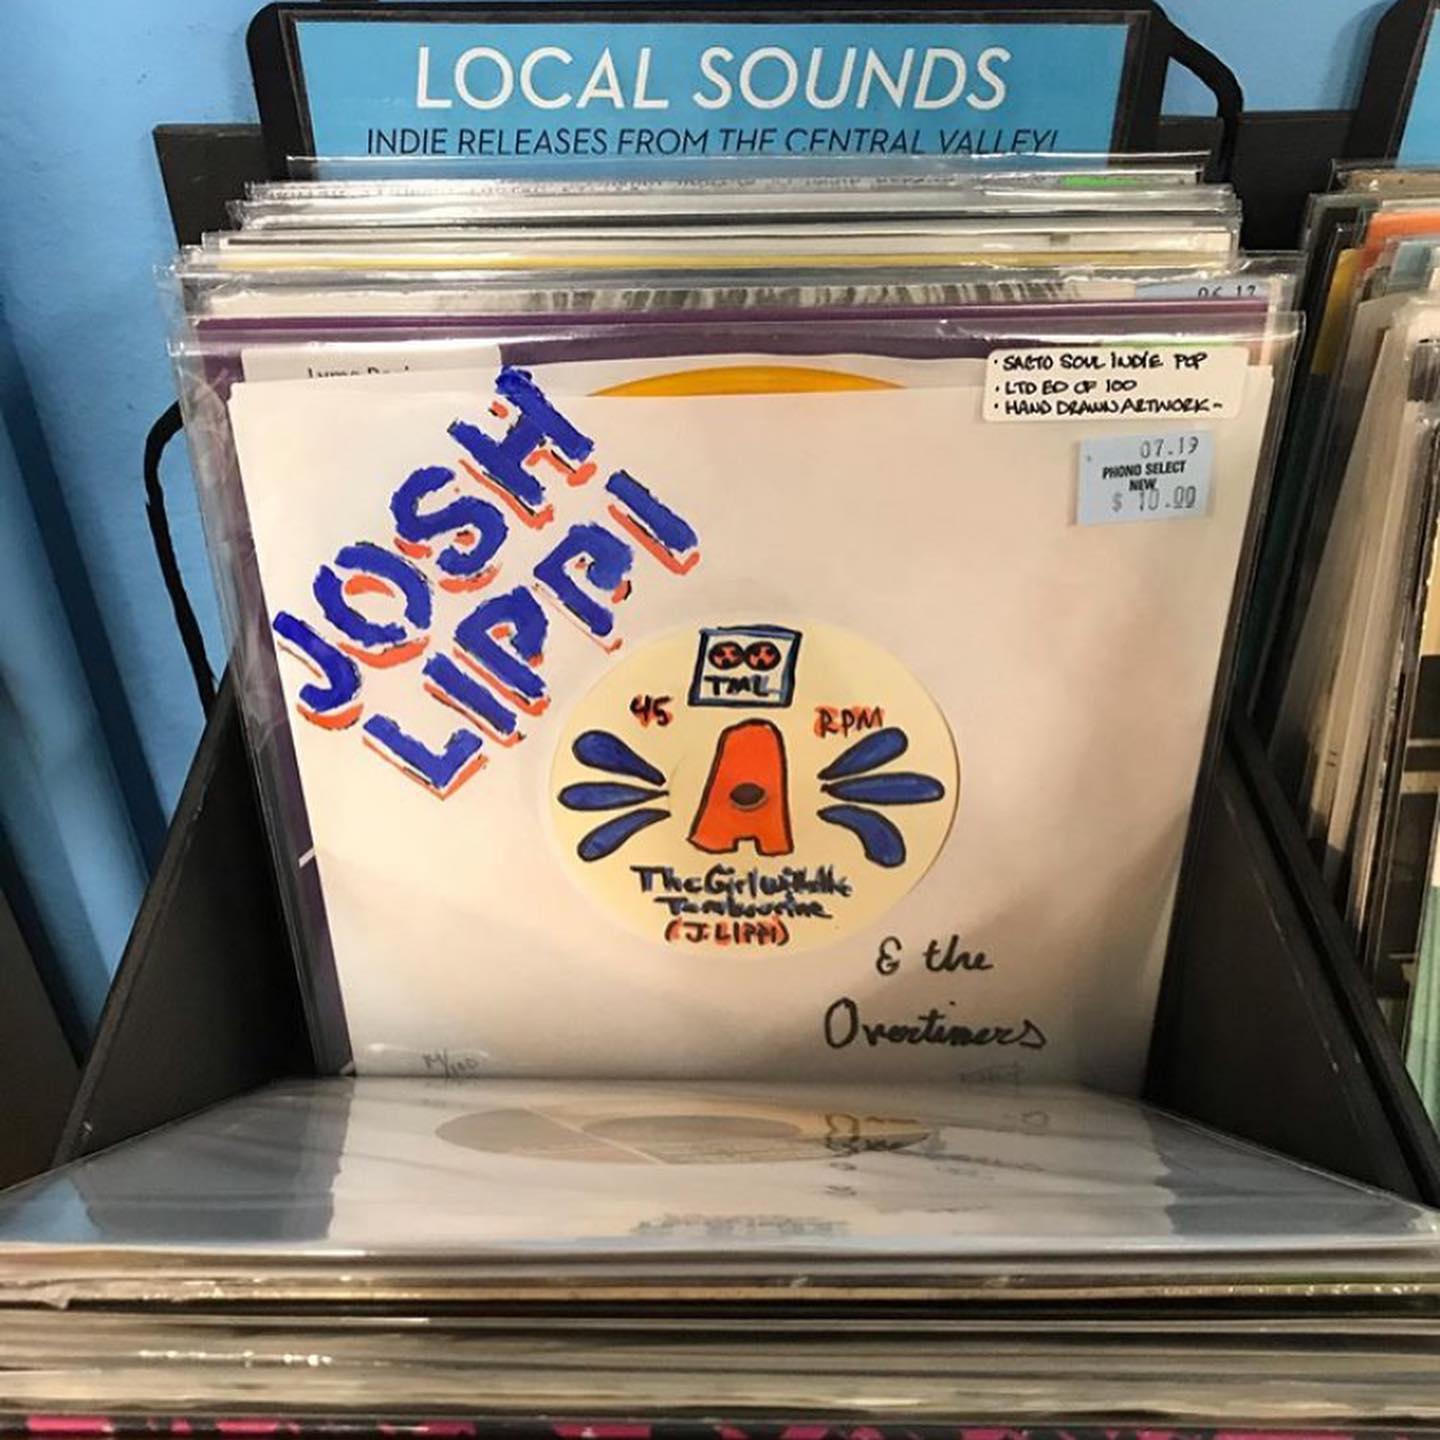 LOCAL SOUNDS
INDIE RELEASES FROM THE CENTRAL VALLEY!
06.17
· SACTO SOUL INDIE POP
· LTD ED OF 100
· HAND DRAWN ARTWORK~
07.19
PHONO SELECT
NEW
$ 10.00
JOSH
LIPPI
TML
45 RPM
A
The Girl with the
Tambourine
(J. LIPPI)
& the
Overtimers